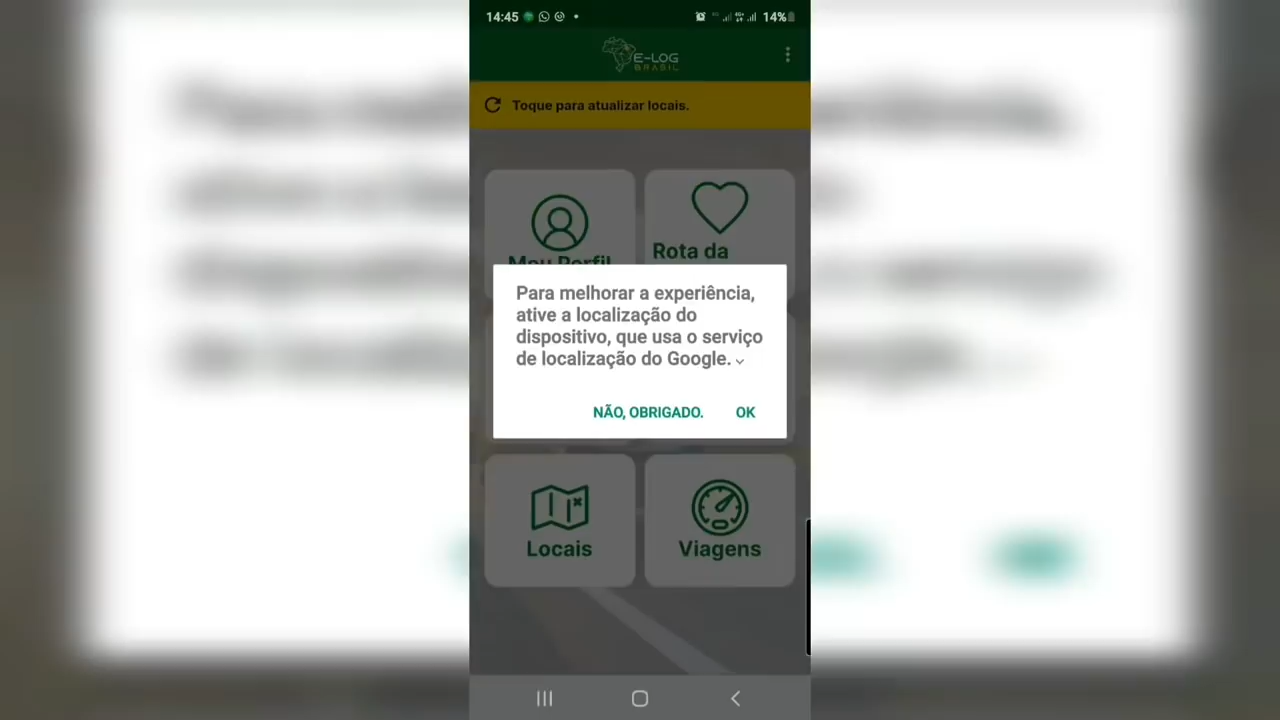 14:45
14%
E-LOG
BRASIL
Toque para atualizar locais.
Meu Perfil
Rota da
Para melhorar a experiência,
ative a localização do
dispositivo, que usa o serviço
de localização do Google.
NÃO, OBRIGADO.
OK
Locais
Viagens